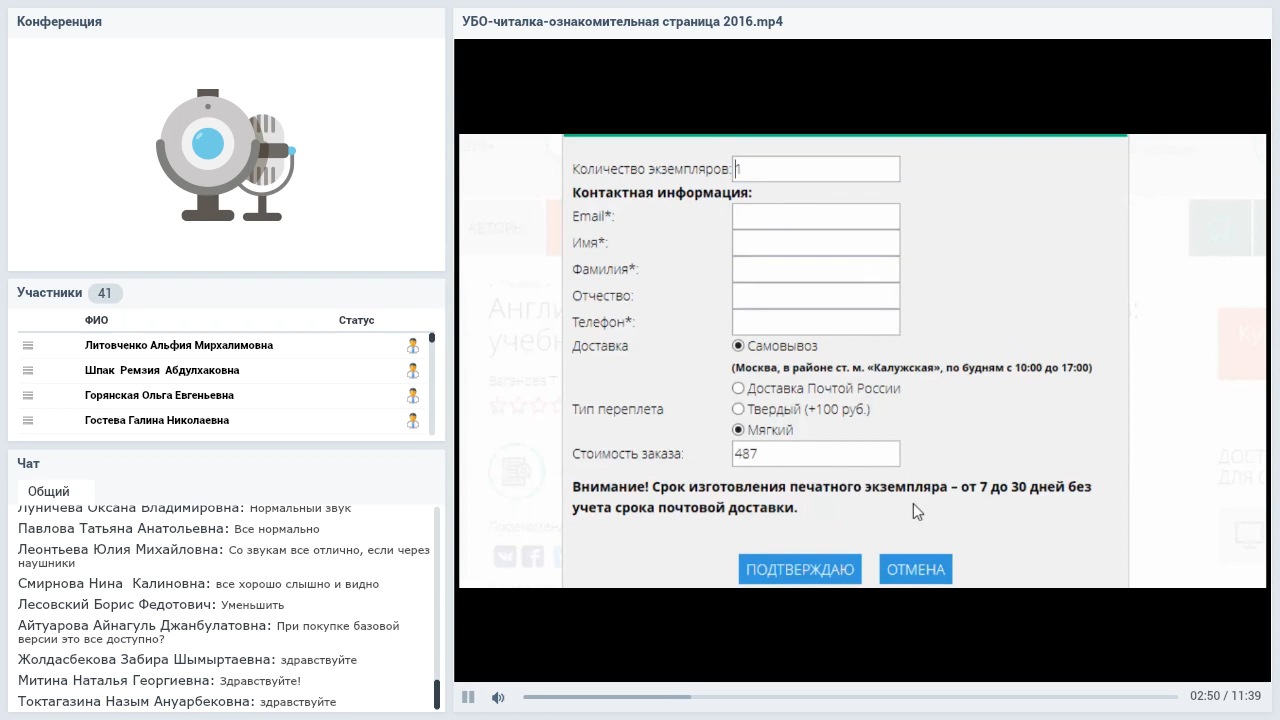 Конференция
УБО-читалка-ознакомительная страница 2016.mp4
Количество экземпляров: 1
Контактная информация:
Email*:
Имя*:
Фамилия*:
Отчество:
Телефон*:
Доставка Самовывоз
(Москва, в районе ст. м. «Калужская», по будням с 10:00 до 17:00)
Доставка Почтой России
Тип переплета Твердый (+100 руб.)
Мягкий
Стоимость заказа: 487
Внимание! Срок изготовления печатного экземпляра – от 7 до 30 дней без
учета срока почтовой доставки.
ПОДТВЕРЖДАЮ ОТМЕНА
Участники 41
ФИО Статус
Литовченко Альфия Мирхалимовна
Шпак Ремзия Абдулхаковна
Горянская Ольга Евгеньевна
Гостева Галина Николаевна
Чат
Общий
Луничева Оксана Владимировна: Нормальный звук
Павлова Татьяна Анатольевна: Все нормально
Леонтьева Юлия Михайловна: Со звукам все отлично, если через
наушники
Смирнова Нина Калиновна: все хорошо слышно и видно
Лесовский Борис Федотович: Уменьшить
Айтуарова Айнагуль Джанбулатовна: При покупке базовой
версии это все доступно?
Жолдасбекова Забира Шымыртаевна: здравствуйте
Митина Наталья Георгиевна: Здравствуйте!
Токтагазина Назым Ануарбековна: здравствуйте
02:50 / 11:39